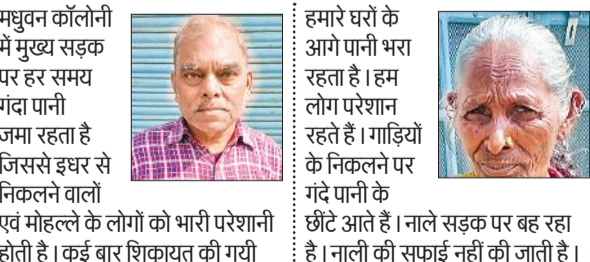 मधुवन कॉलोनी
में मुख्य सड़क
पर हर समय
गंदा पानी
जमा रहता है
जिससे इधर से
निकलने वालों
एवं मोहल्ले के लोगों को भारी परेशानी
होती है । कई बार शिकायत की गयी
हमारे घरों के
आगे पानी भरा
रहता है । हम
लोग परेशान
रहते हैं । गाड़ियों
के निकलने पर
गंदे पानी के
छींटे आते हैं । नाले सड़क पर बह रहा
है । नाली की सफाई नहीं की जाती है ।